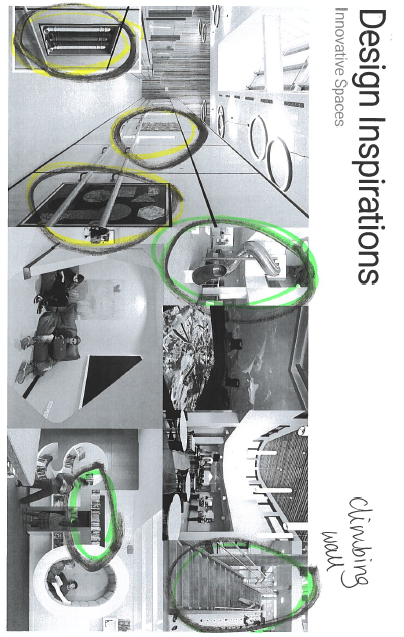 Design Inspirations
Innovative Spaces
climbing
wall